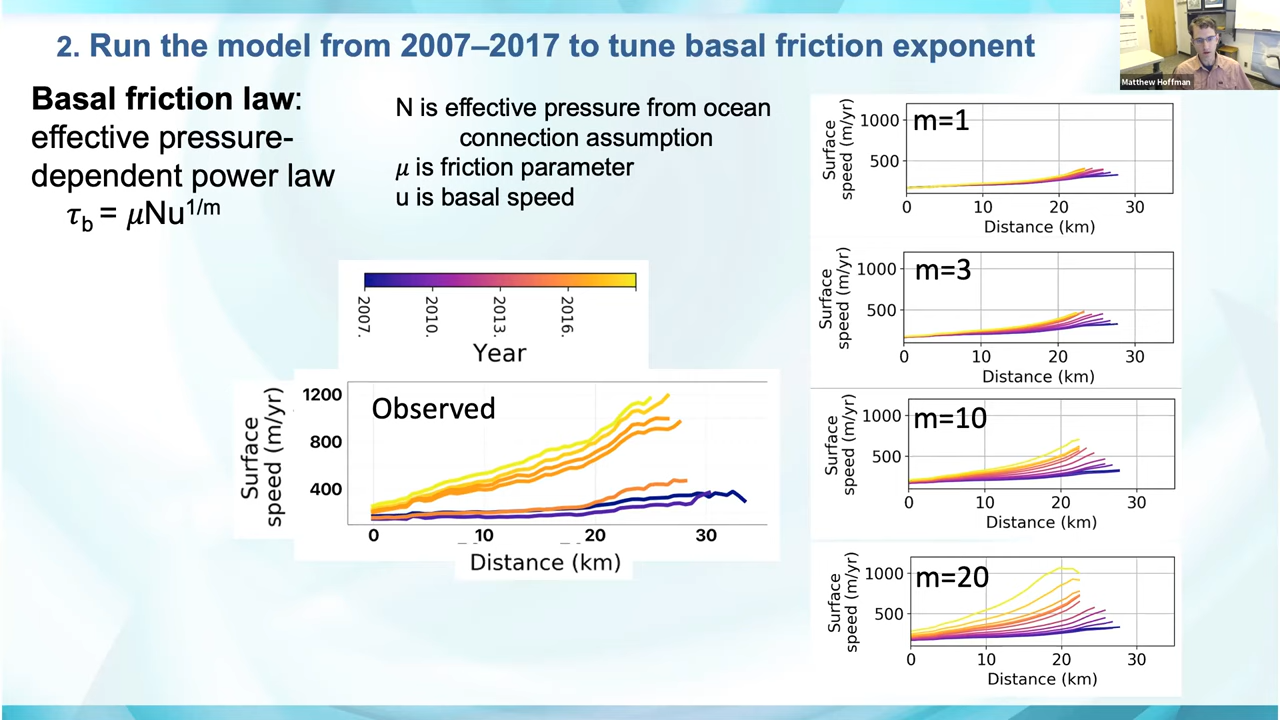 2. Run the model from 2007–2017 to tune basal friction exponent
Matthew Hoffman
Basal friction law:
effective pressure-
dependent power law
τb = μNu1/m
N is effective pressure from ocean
connection assumption
μ is friction parameter
u is basal speed
2007.
2010.
2013.
2016.
Year
Observed
Surface
speed (m/yr)
1200
800
400
0 10 20 30
Distance (km)
m=1
Surface
speed (m/yr)
1000
500
0 10 20 30
Distance (km)
m=3
Surface
speed (m/yr)
1000
500
0 10 20 30
Distance (km)
m=10
Surface
speed (m/yr)
1000
500
0 10 20 30
Distance (km)
m=20
Surface
speed (m/yr)
1000
500
0 10 20 30
Distance (km)